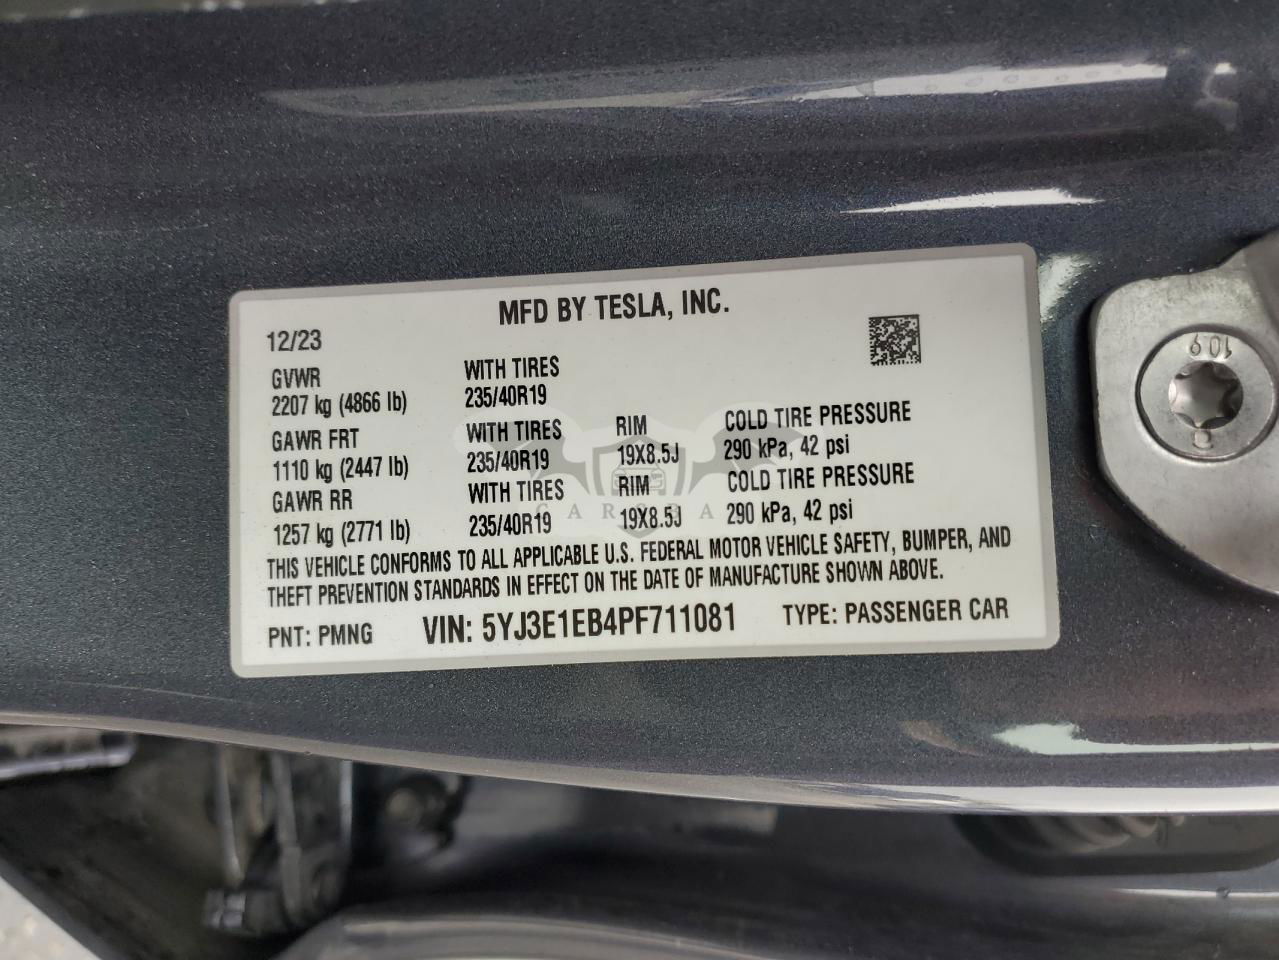 MFD BY TESLA, INC.
12/23
GVWR WITH TIRES
2207 kg (4866 lb) 235/40R19
GAWR FRT WITH TIRES RIM COLD TIRE PRESSURE
1110 kg (2447 lb) 235/40R19 19X8.5J 290 kPa, 42 psi
GAWR RR WITH TIRES RIM COLD TIRE PRESSURE
1257 kg (2771 lb) 235/40R19 19X8.5J 290 kPa, 42 psi
THIS VEHICLE CONFORMS TO ALL APPLICABLE U.S. FEDERAL MOTOR VEHICLE SAFETY, BUMPER, AND
THEFT PREVENTION STANDARDS IN EFFECT ON THE DATE OF MANUFACTURE SHOWN ABOVE.
PNT: PMNG VIN: 5YJ3E1EB4PF711081 TYPE: PASSENGER CAR
109